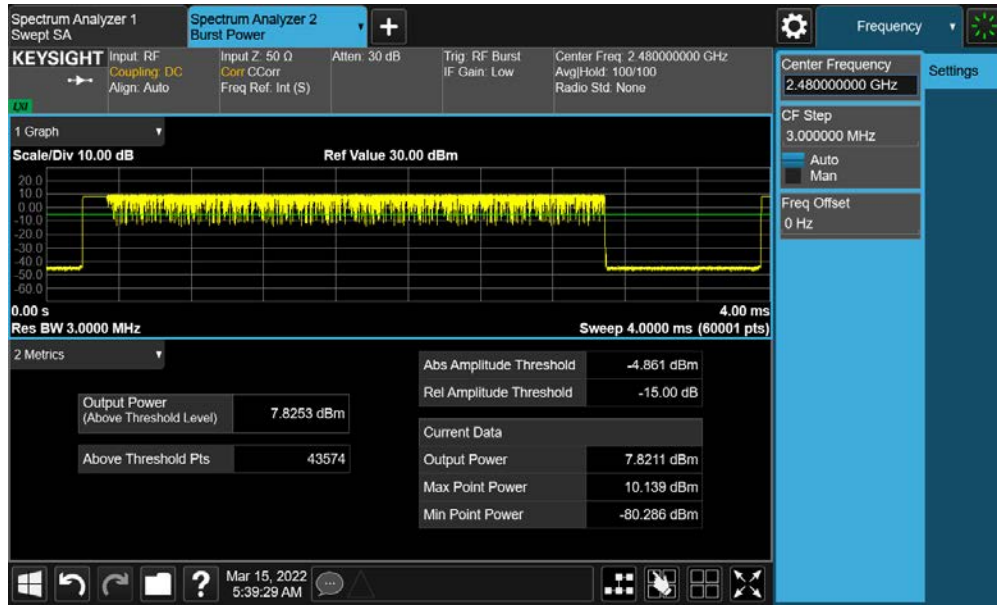 Spectrum Analyzer 1
Swept SA
Spectrum Analyzer 2
Burst Power
Frequency
KEYSIGHT
Input: RF
Coupling: DC
Align: Auto
Input Z: 50 Ω
Corr CCorr
Freq Ref: Int (S)
Atten: 30 dB
Trig: RF Burst
IF Gain: Low
Center Freq: 2.480000000 GHz
Avg|Hold: 100/100
Radio Std: None
LXI
Center Frequency
2.480000000 GHz
Settings
CF Step
3.000000 MHz
Auto
Man
Freq Offset
0 Hz
1 Graph
Scale/Div 10.00 dB
Ref Value 30.00 dBm
20.0
10.0
0.00
-10.0
-20.0
-30.0
-40.0
-50.0
-60.0
0.00 s
4.00 ms
Res BW 3.0000 MHz
Sweep 4.0000 ms (60001 pts)
2 Metrics
Output Power
(Above Threshold Level)
7.8253 dBm
Above Threshold Pts
43574
Abs Amplitude Threshold
-4.861 dBm
Rel Amplitude Threshold
-15.00 dB
Current Data
Output Power
7.8211 dBm
Max Point Power
10.139 dBm
Min Point Power
-80.286 dBm
?
Mar 15, 2022
5:39:29 AM